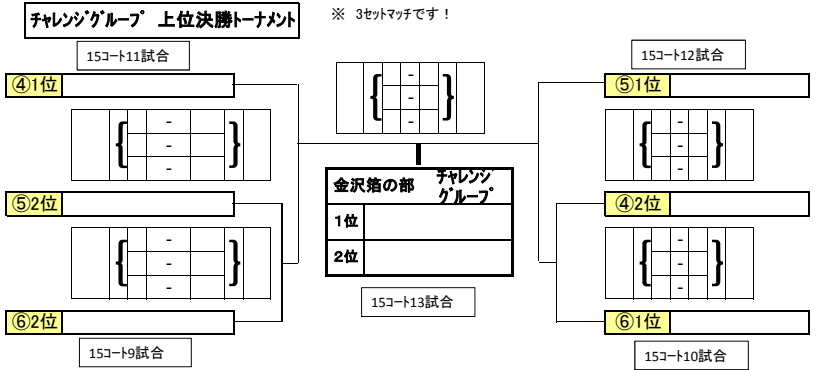 チャレンジグループ 上位決勝トーナメント
※ 3セットマッチです！
15コート11試合
15コート12試合
④1位
⑤1位
{ - }
{ - }
{ - }
-
-
-
-
-
-
⑤2位
④2位
金沢箔の部 チャレンジグループ
1位
2位
{ - }
{ - }
-
-
-
-
⑥2位
⑥1位
15コート13試合
15コート9試合
15コート10試合